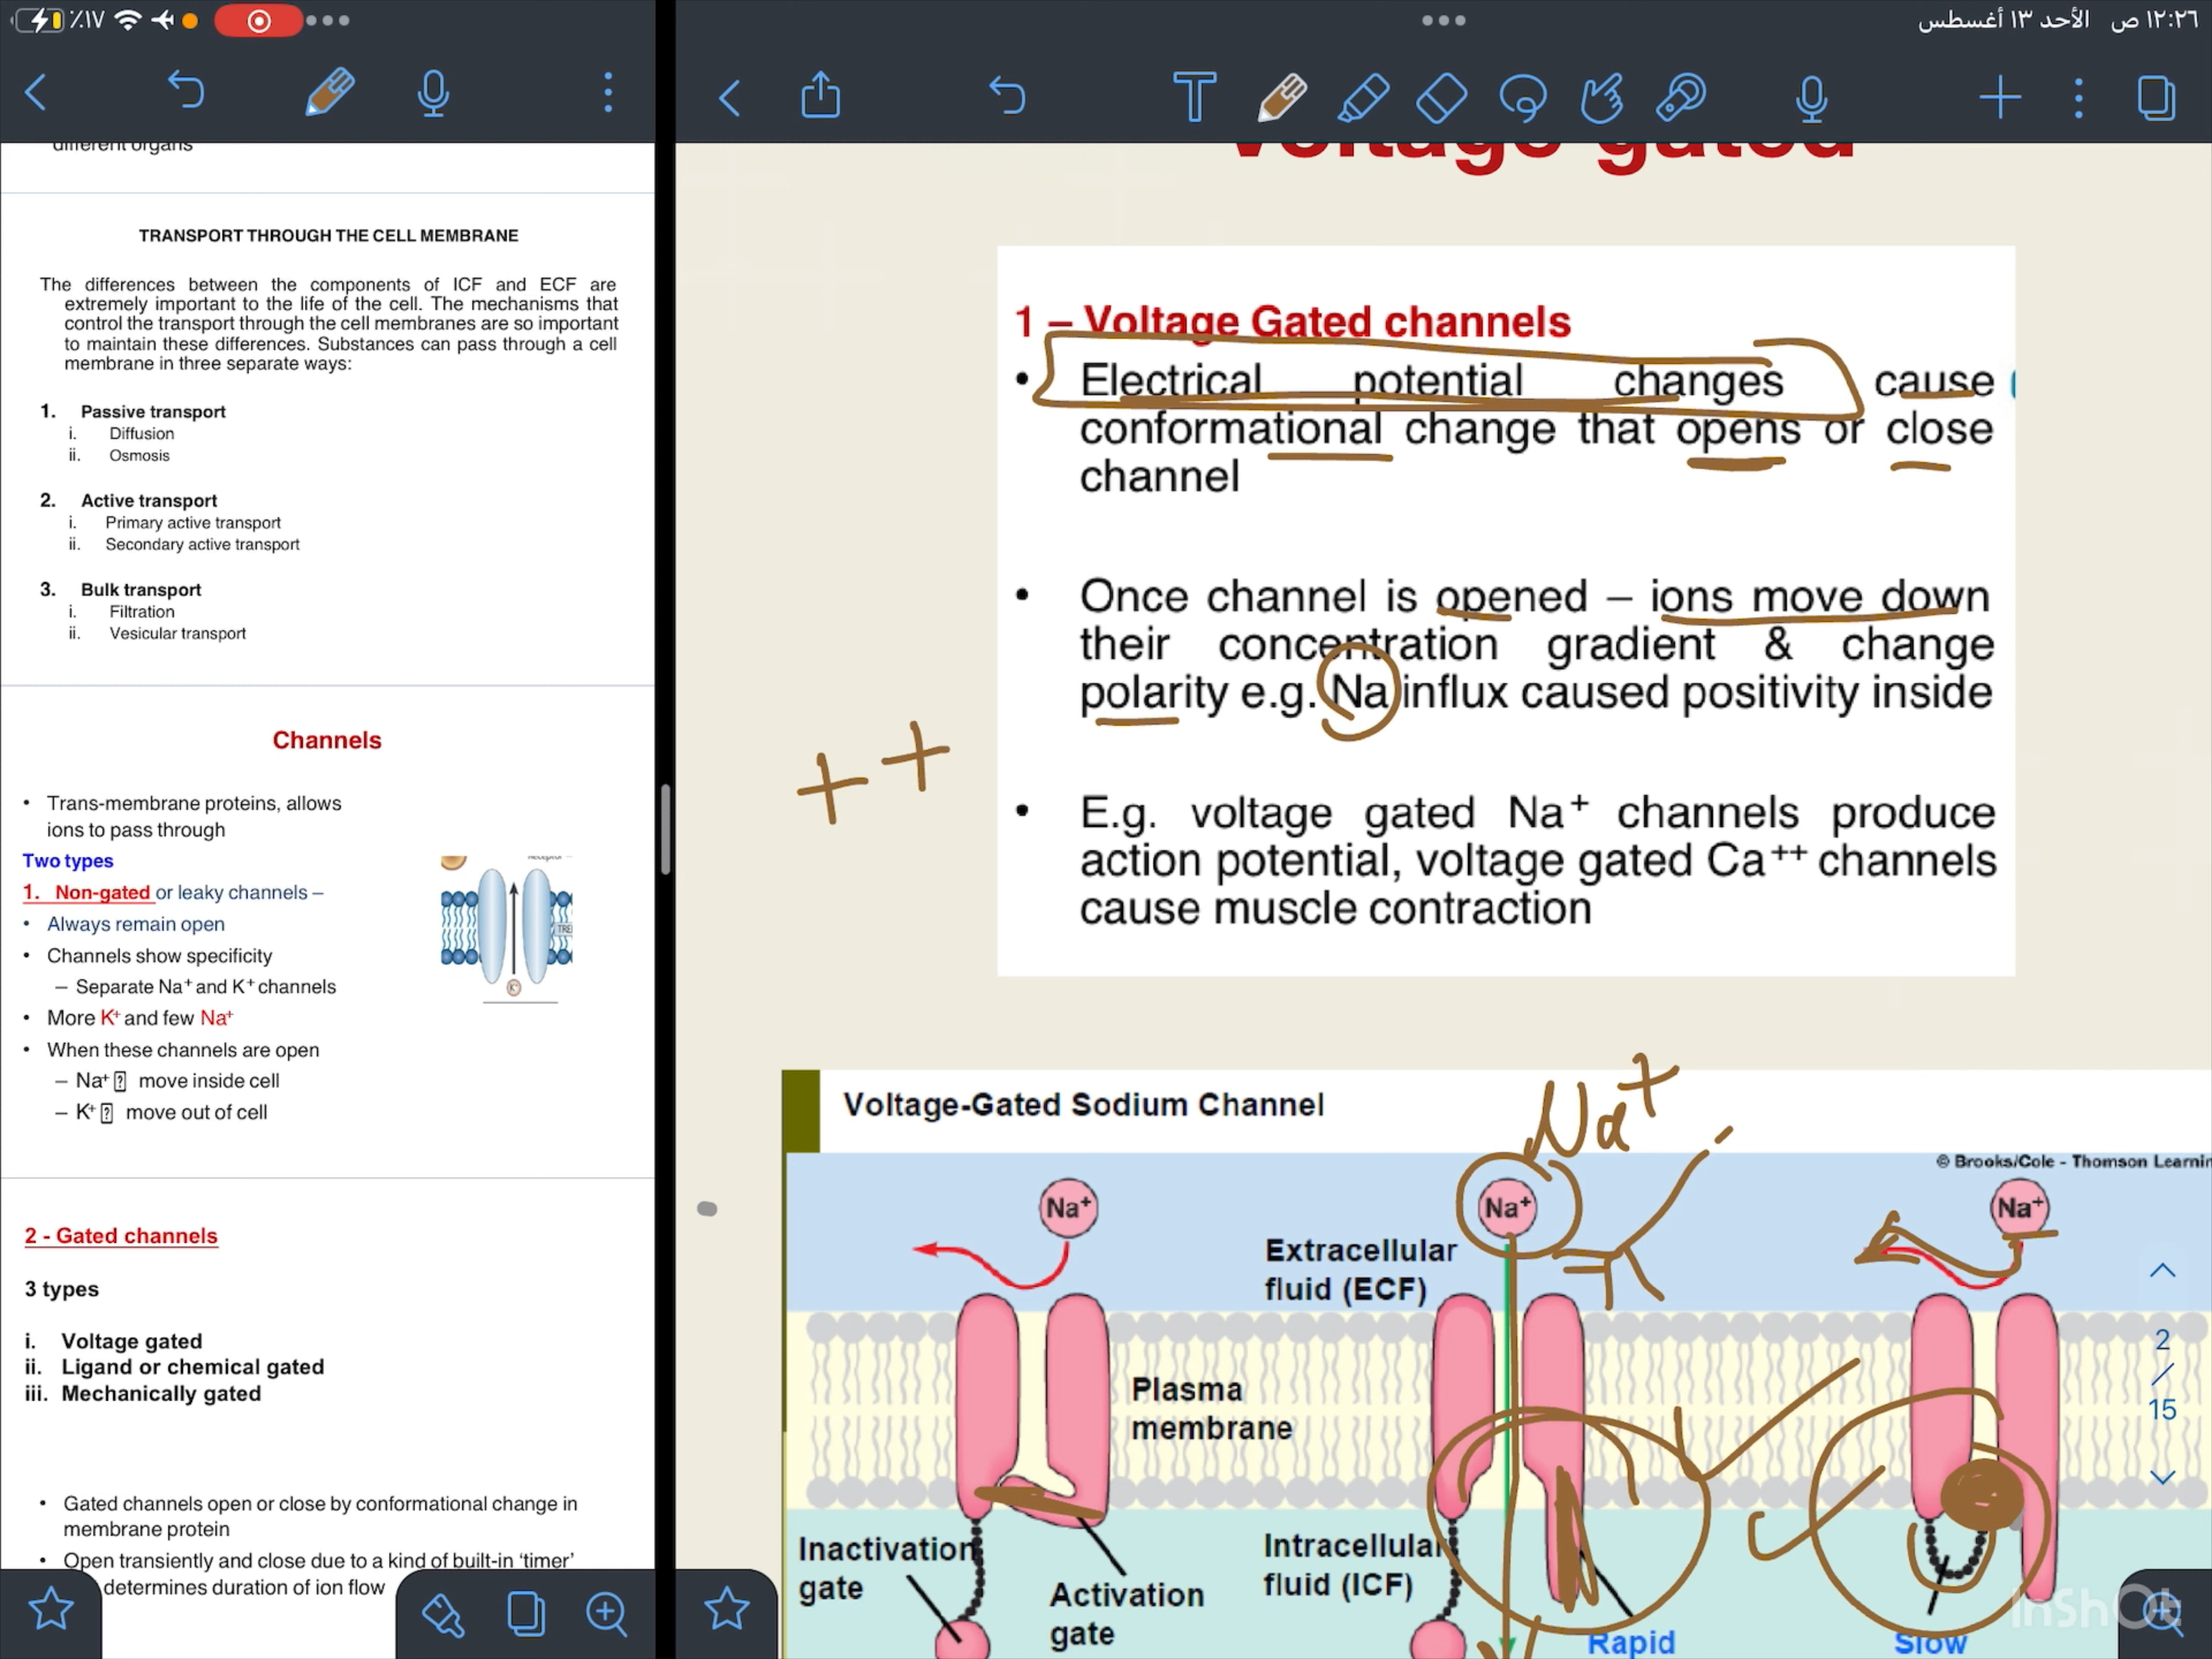 ٪١٧
١٢:٢٦ ص الأحد ١٣ أغسطس
different organs
TRANSPORT THROUGH THE CELL MEMBRANE
The differences between the components of ICF and ECF are
extremely important to the life of the cell. The mechanisms that
control the transport through the cell membranes are so important
to maintain these differences. Substances can pass through a cell
membrane in three separate ways:
1. Passive transport
i. Diffusion
ii. Osmosis
2. Active transport
i. Primary active transport
ii. Secondary active transport
3. Bulk transport
i. Filtration
ii. Vesicular transport
Channels
• Trans-membrane proteins, allows
ions to pass through
Two types
1. Non-gated or leaky channels –
• Always remain open
• Channels show specificity
– Separate Na+ and K+ channels
• More K+ and few Na+
• When these channels are open
– Na+ move inside cell
– K+ move out of cell
TRE
K+
2 - Gated channels
3 types
i. Voltage gated
ii. Ligand or chemical gated
iii. Mechanically gated
• Gated channels open or close by conformational change in
membrane protein
• Open transiently and close due to a kind of built-in ‘timer’
determines duration of ion flow
Voltage gated
1 – Voltage Gated channels
• Electrical potential changes cause
conformational change that opens or close
channel
• Once channel is opened – ions move down
their concentration gradient & change
polarity e.g. Na influx caused positivity inside
++
• E.g. voltage gated Na+ channels produce
action potential, voltage gated Ca++ channels
cause muscle contraction
Na+
Voltage-Gated Sodium Channel
© Brooks/Cole - Thomson Learnin
Na+
Na+
Na+
Extracellular
fluid (ECF)
Plasma
membrane
2
/
15
Inactivation
gate
Activation
gate
Intracellular
fluid (ICF)
Rapid
Slow
InShOt